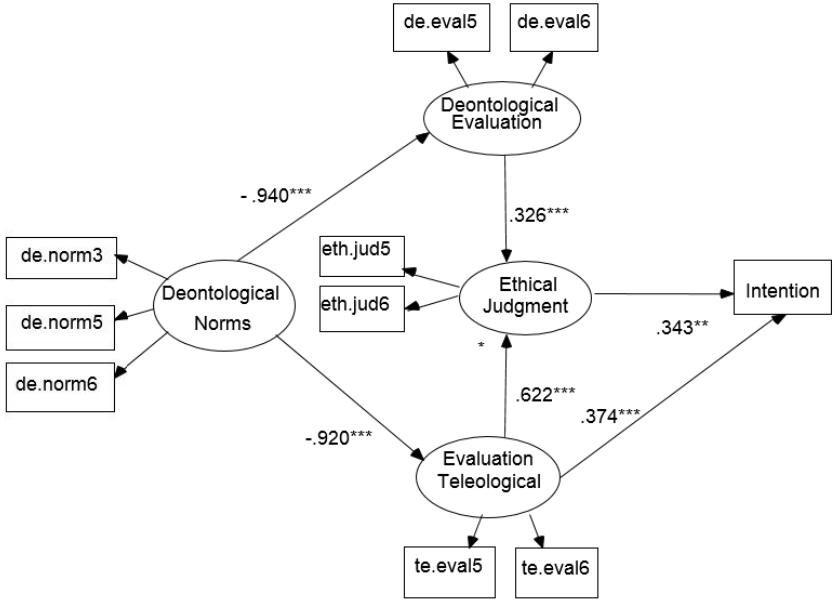 de.eval5
de.eval6
Deontological
Evaluation
- .940***
.326***
de.norm3
de.norm5
de.norm6
Deontological
Norms
eth.jud5
eth.jud6
Ethical
Judgment
Intention
.343**
*
.622***
.374***
-.920***
Evaluation
Teleological
te.eval5
te.eval6